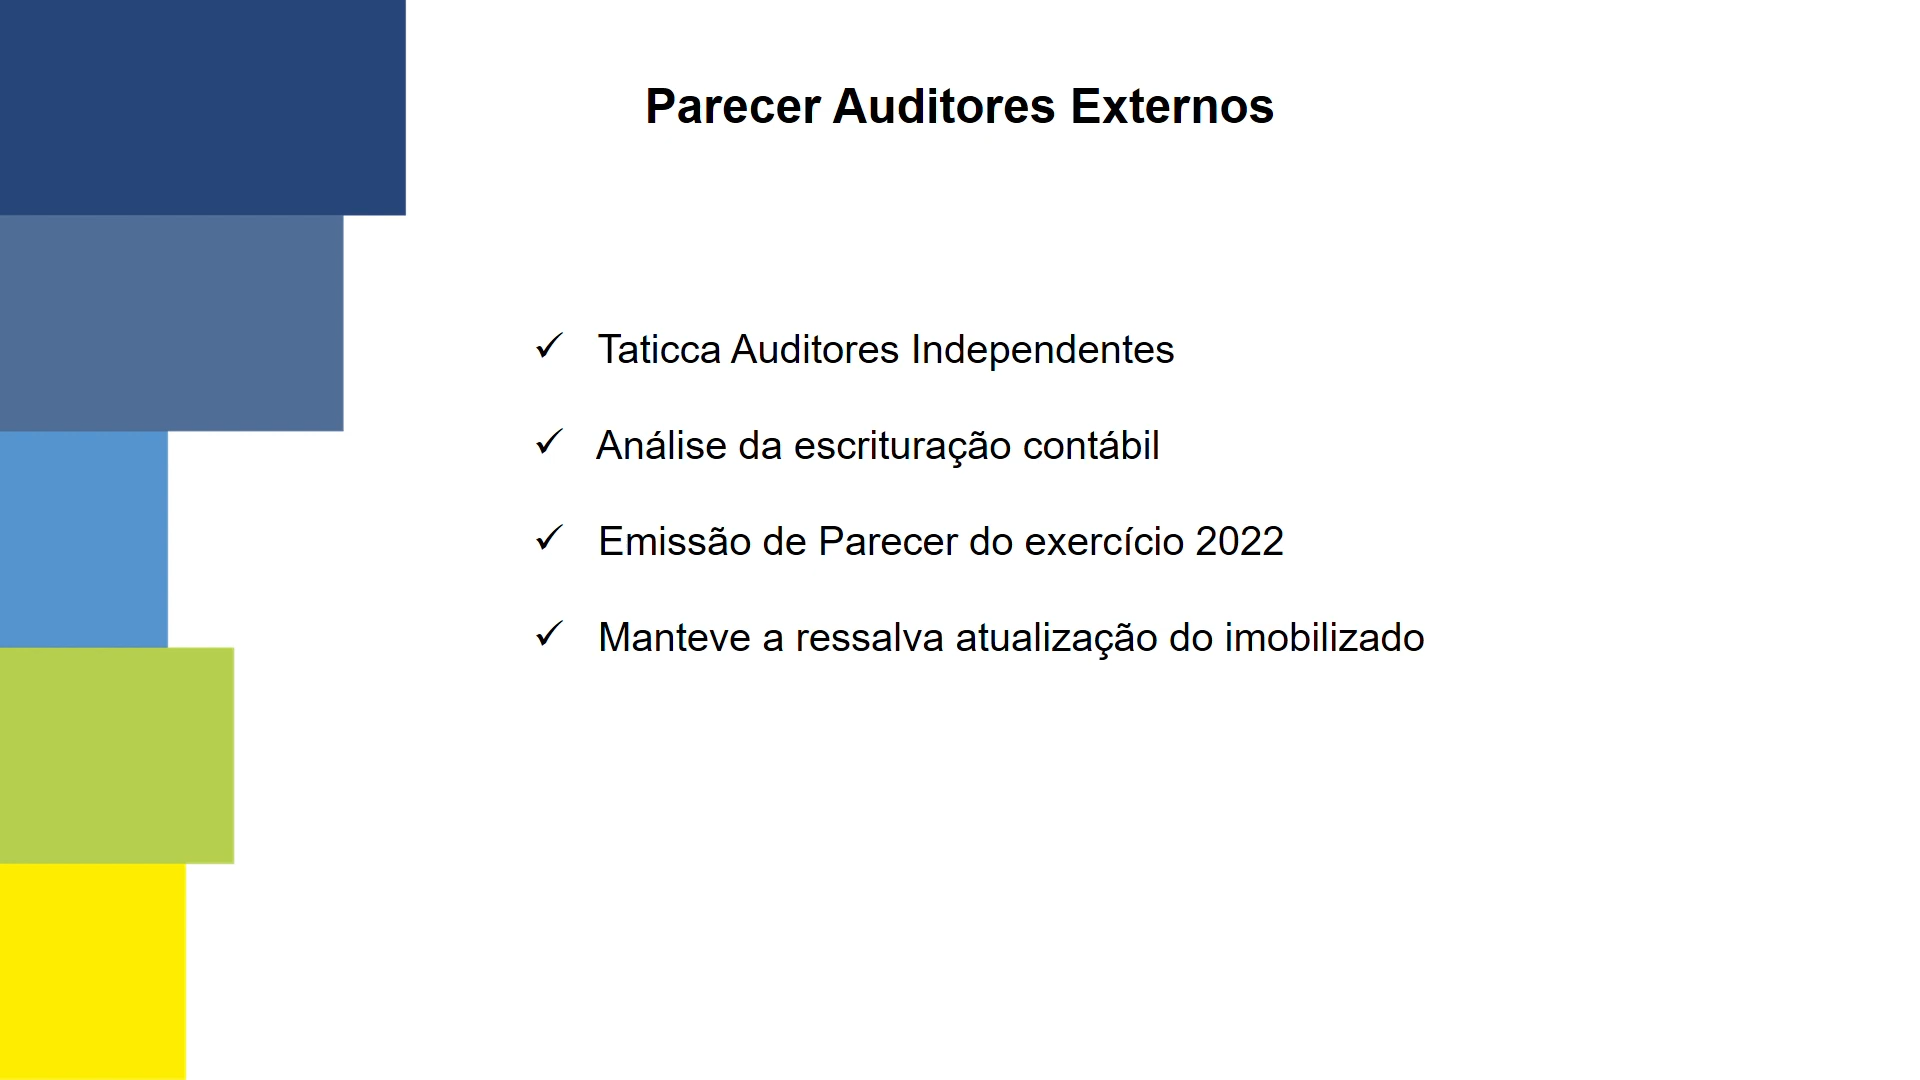 Parecer Auditores Externos
✓ Taticca Auditores Independentes
✓ Análise da escrituração contábil
✓ Emissão de Parecer do exercício 2022
✓ Manteve a ressalva atualização do imobilizado